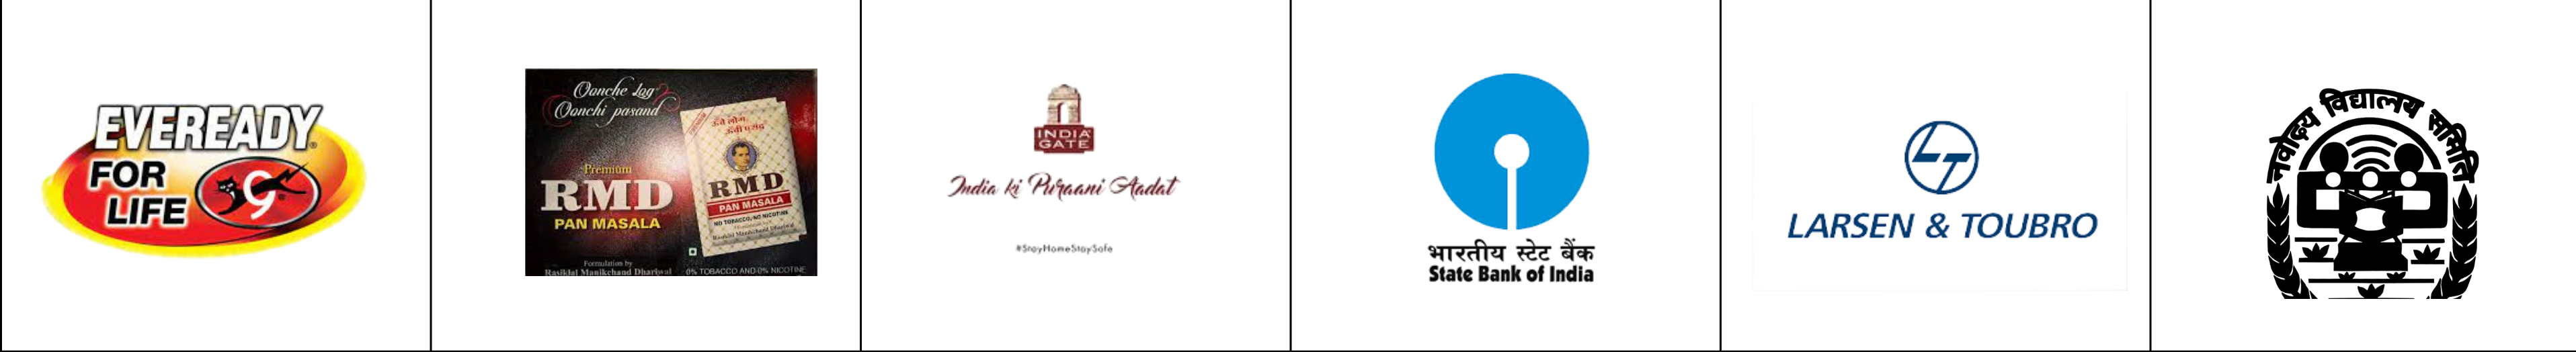 EVEREADY
FOR
LIFE
9
Oonche Log
Oonchi pasand
Premium
RMD
PAN MASALA
Formulation by
Rasiklal Manikchand Dhariwal
ऊँचे लोग,
ऊँची पसंद
RMD
PAN MASALA
NO TOBACCO, NO NICOTINE
Rasiklal Manikchand Dhariwal
0% TOBACCO AND 0% NICOTINE
INDIA
GATE
India ki Puraani Aadat
#StayHomeStaySafe
भारतीय स्टेट बैंक
State Bank of India
LT
LARSEN & TOUBRO
नवोदय विद्यालय समिति